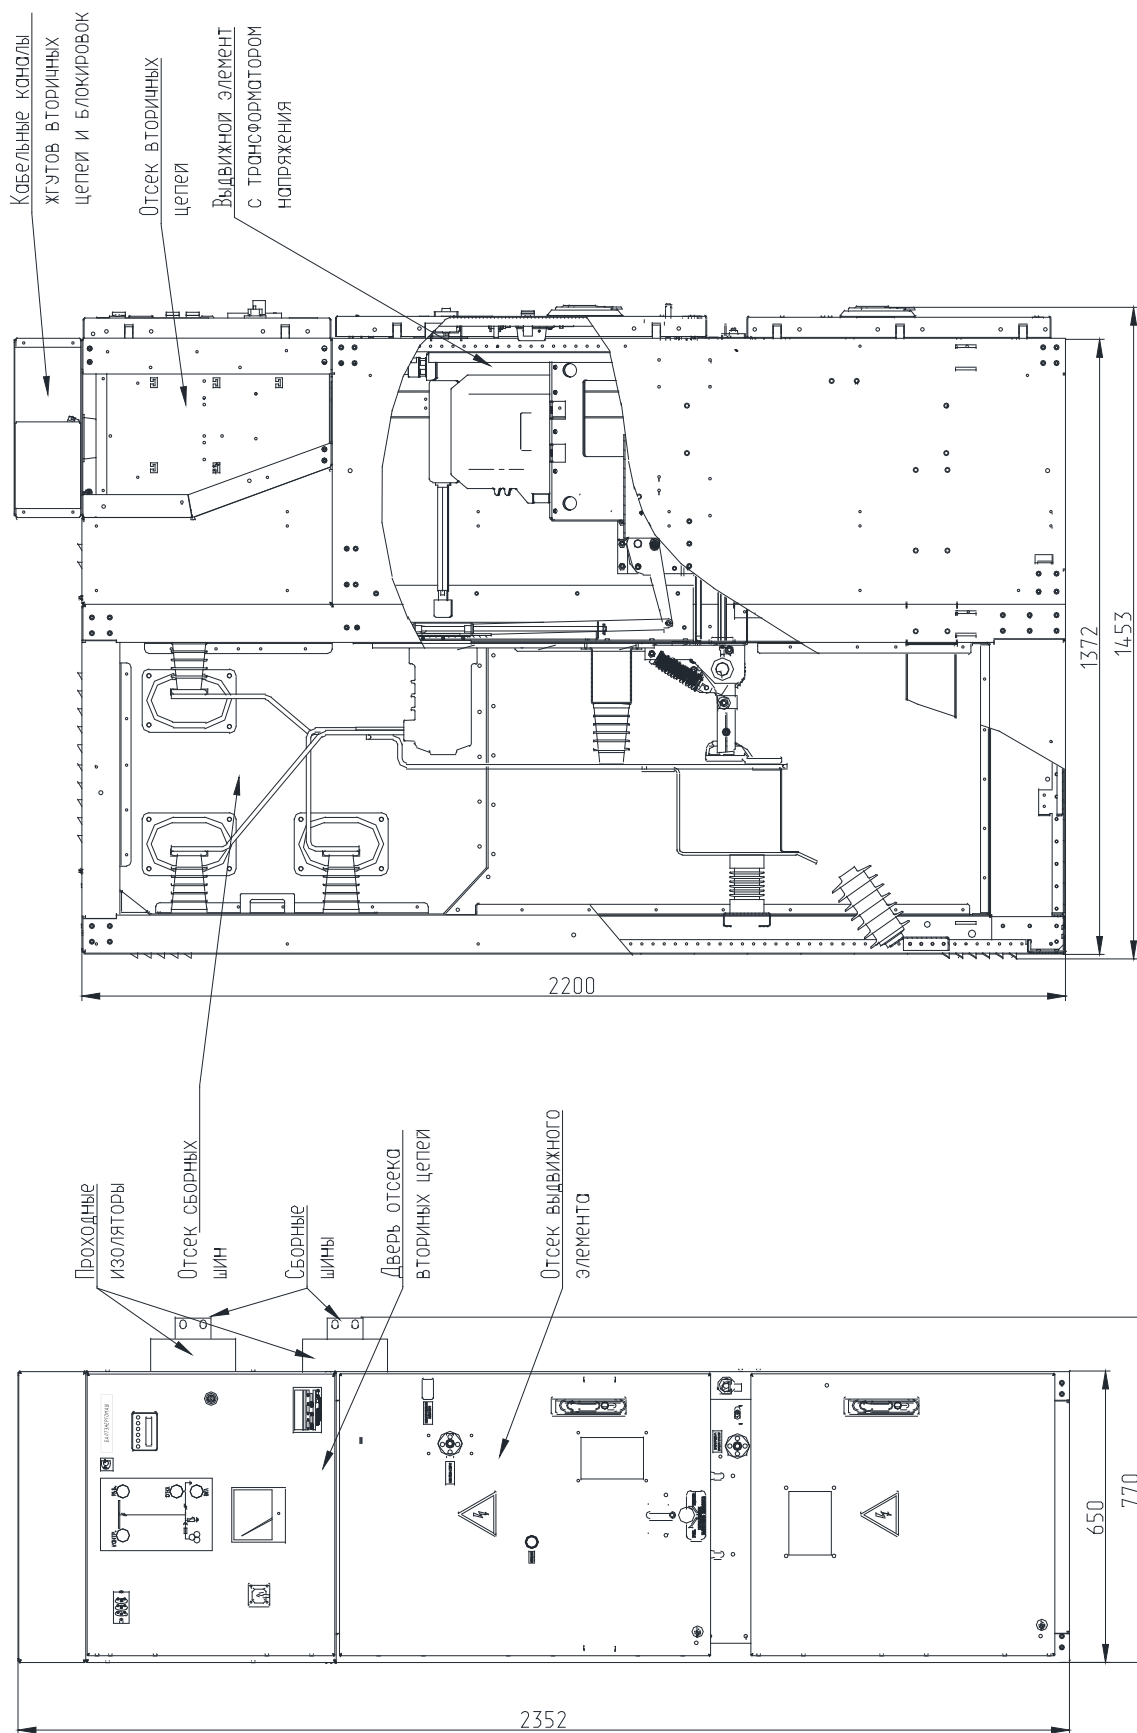 Кабельные каналы
жгутов вторичных
цепей и блокировок
Отсек вторичных
цепей
Выдвижной элемент
с трансформатором
напряжения
1372
1453
2200
Проходные
изоляторы
Отсек сборных
шин
Сборные
шины
Дверь отсека
вториных цепей
Отсек выдвижного
элемента
650
770
2352